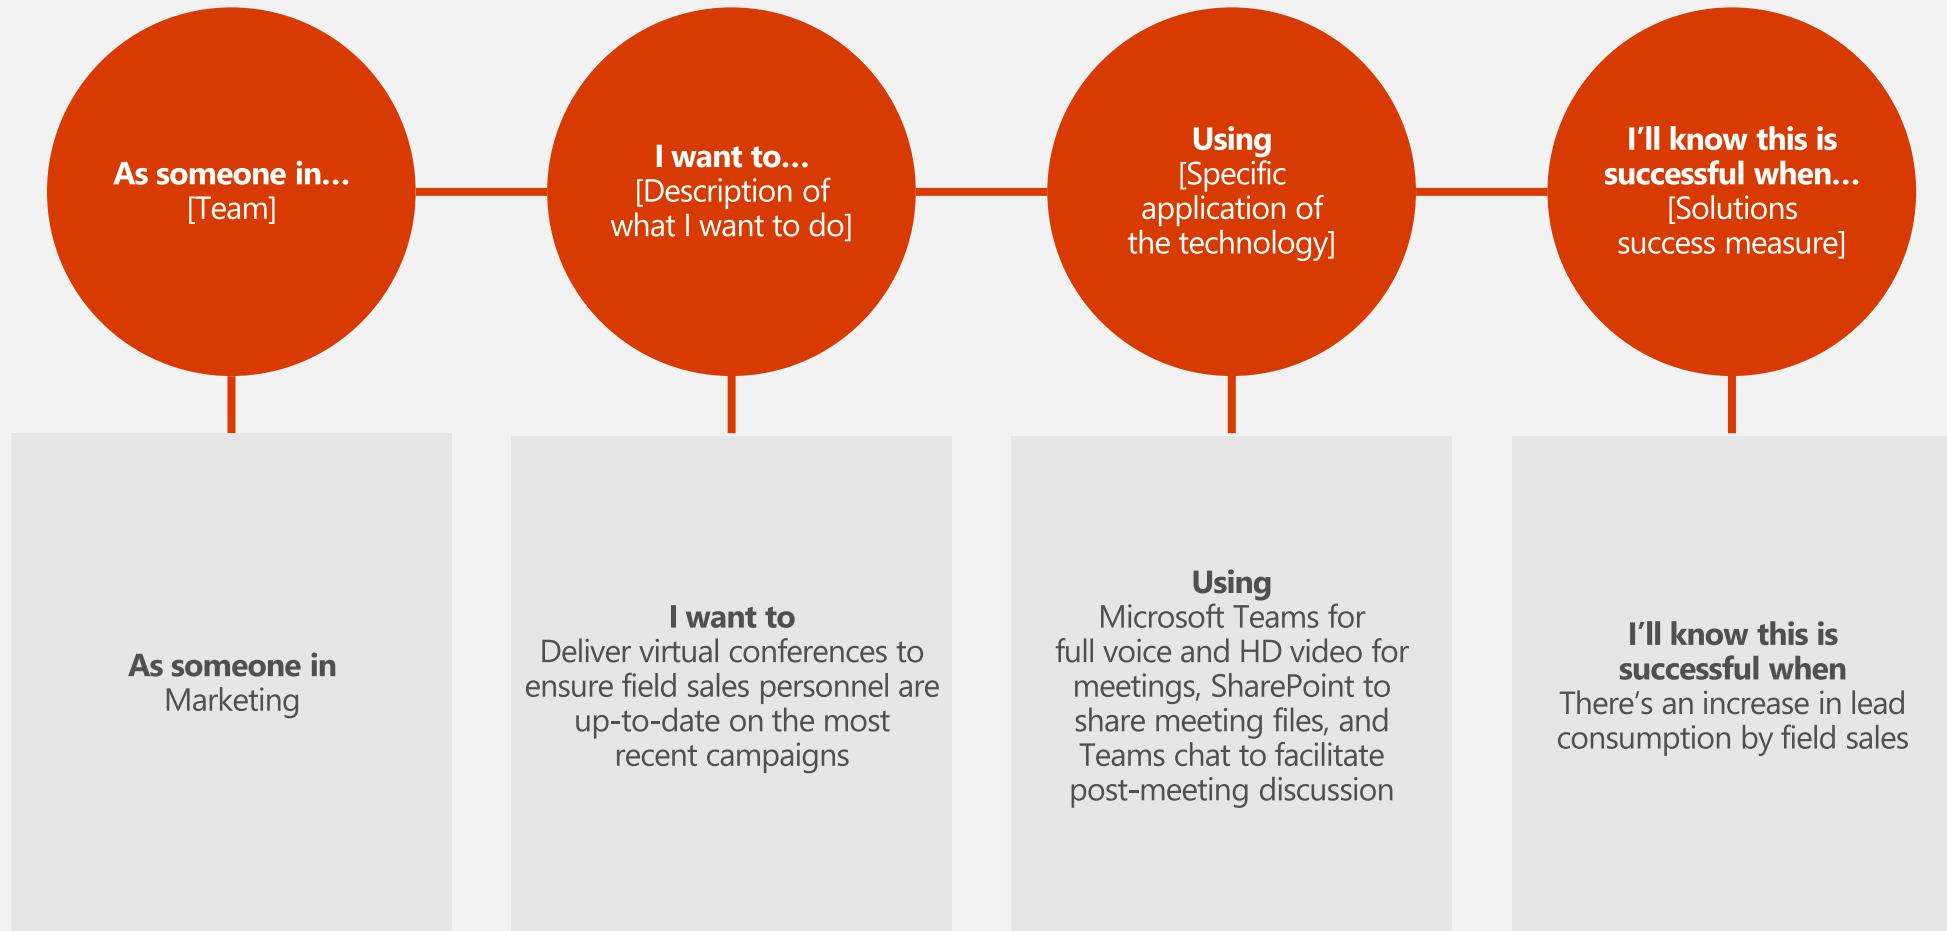 As someone in…
[Team]
I want to…
[Description of
what I want to do]
Using
[Specific
application of
the technology]
I’ll know this is
successful when…
[Solutions
success measure]
As someone in
Marketing
I want to
Deliver virtual conferences to
ensure field sales personnel are
up-to-date on the most
recent campaigns
Using
Microsoft Teams for
full voice and HD video for
meetings, SharePoint to
share meeting files, and
Teams chat to facilitate
post-meeting discussion
I’ll know this is
successful when
There’s an increase in lead
consumption by field sales